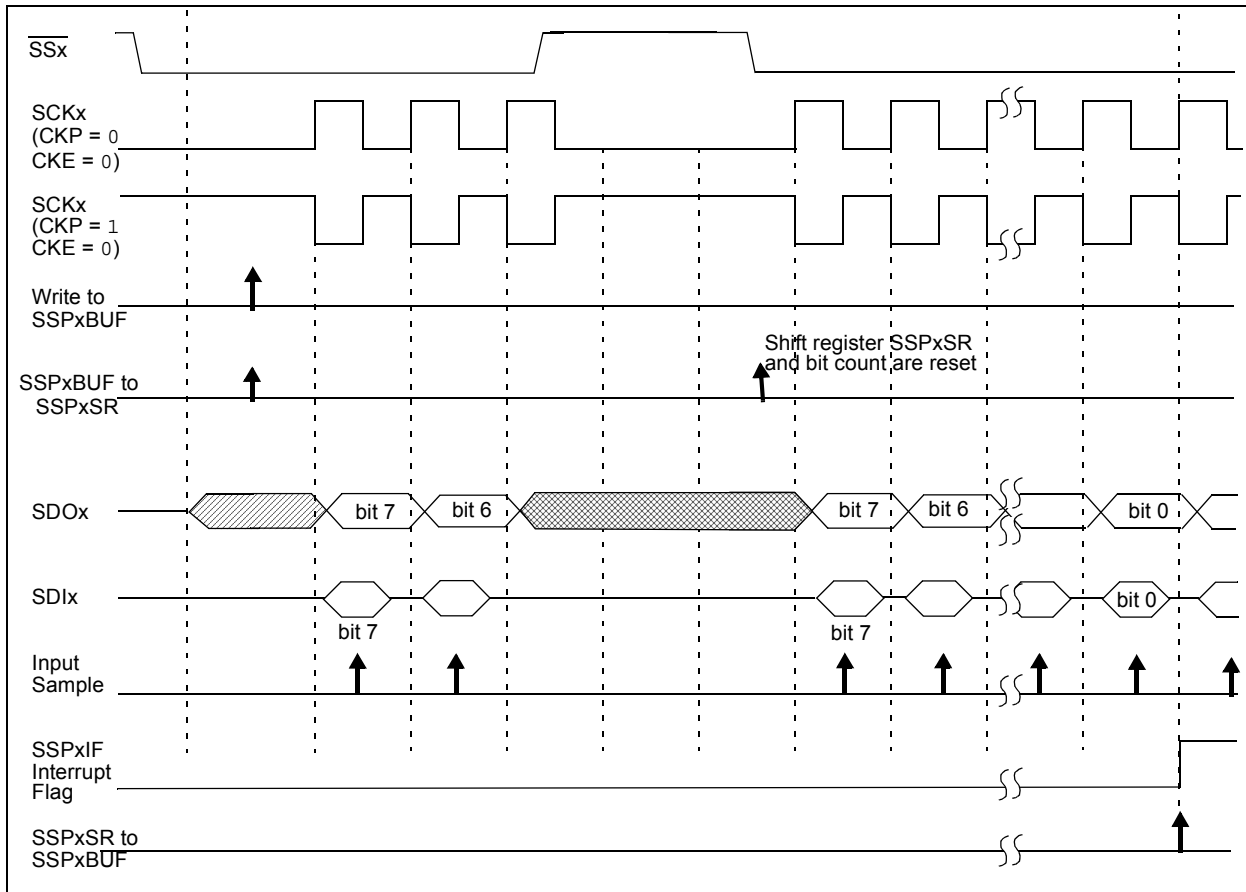 SSx
SCKx
(CKP = 0
CKE = 0)
SCKx
(CKP = 1
CKE = 0)
Write to
SSPxBUF
Shift register SSPxSR
and bit count are reset
SSPxBUF to
SSPxSR
SDOx
bit 7
bit 6
bit 7
bit 6
bit 0
SDIx
bit 0
bit 7
bit 7
Input
Sample
SSPxIF
Interrupt
Flag
SSPxSR to
SSPxBUF